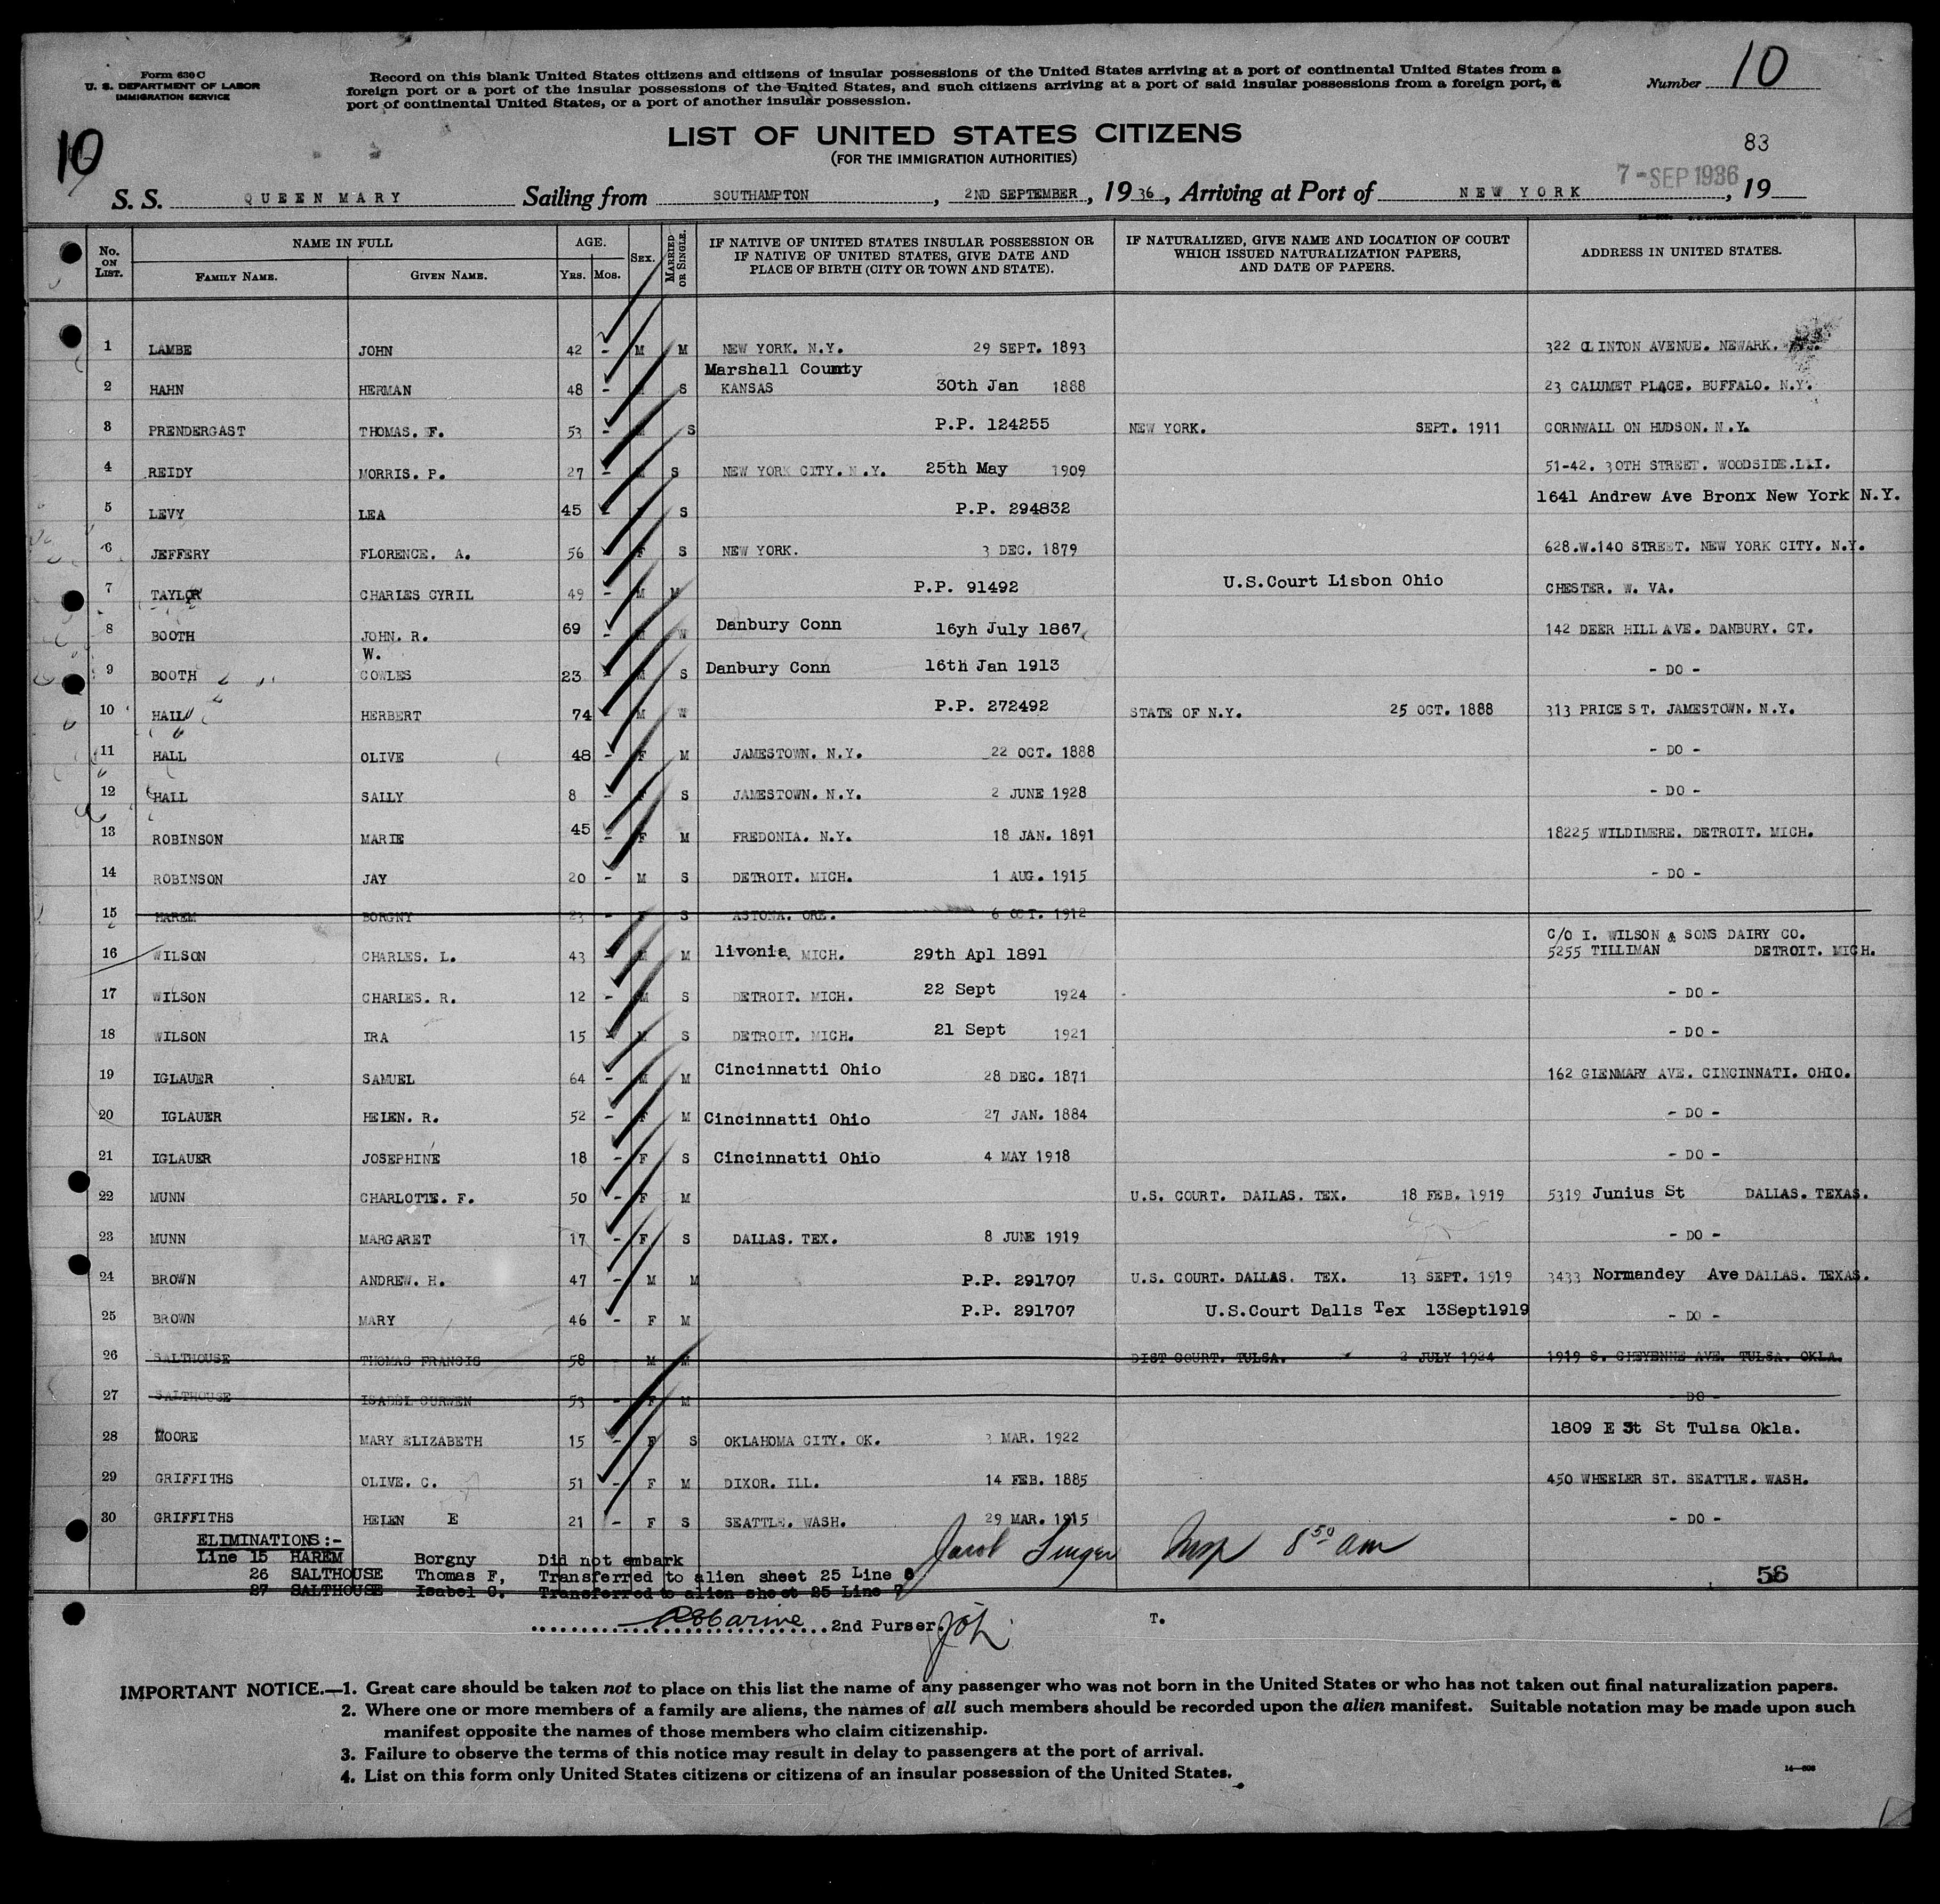 Form 630 C
U. S. DEPARTMENT OF LABOR
IMMIGRATION SERVICE
Record on this blank United States citizens and citizens of insular possessions of the United States arriving at a port of continental United States from a
foreign port or a port of the insular possessions of the United States, and such citizens arriving at a port of said insular possessions from a foreign port, a
port of continental United States, or a port of another insular possession.
Number 10
10
LIST OF UNITED STATES CITIZENS
(FOR THE IMMIGRATION AUTHORITIES)
83
7-SEP 1936
S. S. QUEEN MARY Sailing from SOUTHAMPTON, 2ND SEPTEMBER, 1936, Arriving at Port of NEW YORK, 19
No. ON LIST. NAME IN FULL FAMILY NAME. GIVEN NAME. AGE. YRS. MOS. SEX. MARRIED OR SINGLE. IF NATIVE OF UNITED STATES INSULAR POSSESSION OR IF NATIVE OF UNITED STATES, GIVE DATE AND PLACE OF BIRTH (CITY OR TOWN AND STATE). IF NATURALIZED, GIVE NAME AND LOCATION OF COURT WHICH ISSUED NATURALIZATION PAPERS, AND DATE OF PAPERS. ADDRESS IN UNITED STATES.
1 LAMBE JOHN 42 - M M NEW YORK. N.Y. 29 SEPT. 1893 322 CLINTON AVENUE. NEWARK.
2 HAHN HERMAN 48 - S Marshall County KANSAS 30th Jan 1888 23 CALUMET PLACE. BUFFALO. N.Y.
3 PRENDERGAST THOMAS. F. 53 - S P.P. 124255 NEW YORK. SEPT. 1911 CORNWALL ON HUDSON. N.Y.
4 REIDY MORRIS. P. 27 - M S NEW YORK CITY. N.Y. 25th May 1909 51-42. 30TH STREET. WOODSIDE.L.I.
5 LEVY LEA 45 S P.P. 294832 1641 Andrew Ave Bronx New York N.Y.
6 JEFFERY FLORENCE. A. 56 F S NEW YORK. 3 DEC. 1879 628.W.140 STREET. NEW YORK CITY. N.Y.
7 TAYLOR CHARLES CYRIL 49 - M M P.P. 91492 U.S.Court Lisbon Ohio CHESTER. W. VA.
8 BOOTH JOHN. R. 69 - M W Danbury Conn 16yh July 1867 142 DEER HILL AVE. DANBURY. CT.
9 BOOTH W. COWLES 23 M S Danbury Conn 16th Jan 1913 - DO -
10 HALL HERBERT 74 M W P.P. 272492 STATE OF N.Y. 25 OCT. 1888 313 PRICE ST. JAMESTOWN. N.Y.
11 HALL OLIVE 48 - F M JAMESTOWN. N.Y. 22 OCT. 1888 - DO -
12 HALL SALLY 8 - F S JAMESTOWN. N.Y. 2 JUNE 1928 - DO -
13 ROBINSON MARIE 45 - F M FREDONIA. N.Y. 18 JAN. 1891 18225 WILDIMERE. DETROIT. MICH.
14 ROBINSON JAY 20 - M S DETROIT. MICH. 1 AUG. 1915 - DO -
15 HAREM BORGNY 23 - F S ASTORIA. ORE. 6 OCT. 1912
16 WILSON CHARLES. L. 43 - M M livonia MICH. 29th Apl 1891 C/O I. WILSON & SONS DAIRY CO. 5255 TILLIMAN DETROIT. MICH.
17 WILSON CHARLES. R. 12 - M S DETROIT. MICH. 22 Sept 1924 - DO -
18 WILSON IRA 15 - M S DETROIT. MICH. 21 Sept 1921 - DO -
19 IGLAUER SAMUEL 64 - M M Cincinnatti Ohio 28 DEC. 1871 162 GLENMARY AVE. CINCINNATI. OHIO.
20 IGLAUER HELEN. R. 52 - F M Cincinnatti Ohio 27 JAN. 1884 - DO -
21 IGLAUER JOSEPHINE 18 - F S Cincinnatti Ohio 4 MAY 1918 - DO -
22 MUNN CHARLOTTE. F. 50 - F M U.S. COURT. DALLAS. TEX. 18 FEB. 1919 5319 Junius St DALLAS. TEXAS.
23 MUNN MARGARET 17 - F S DALLAS. TEX. 8 JUNE 1919 - DO -
24 BROWN ANDREW. H. 47 - M M P.P. 291707 U.S. COURT. DALLAS. TEX. 13 SEPT. 1919 3433 Normandey Ave DALLAS. TEXAS.
25 BROWN MARY 46 - F M P.P. 291707 U.S.Court Dalls Tex 13Sept1919 - DO -
26 SALTHOUSE THOMAS FRANCIS 58 - M M DIST COURT. TULSA. 2 JULY 1924 1919 S. CHEYENNE AVE. TULSA. OKLA.
27 SALTHOUSE ISABEL CURWEN 53 - F M - DO -
28 MOORE MARY ELIZABETH 15 - F S OKLAHOMA CITY. OK. 3 MAR. 1922 1809 E St Tulsa Okla.
29 GRIFFITHS OLIVE. C. 51 - F M DIXOR. ILL. 14 FEB. 1885 450 WHEELER ST. SEATTLE. WASH.
30 GRIFFITHS HELEN E 21 - F S SEATTLE. WASH. 29 MAR. 1915 - DO -
ELIMINATIONS:-
Line 15 HAREM Borgny Did not embark
26 SALTHOUSE Thomas F, Transferred to alien sheet 25 Line 6
27 SALTHOUSE Isabel C. Transferred to alien sheet 25 Line 7
Jacob Singer Insp 8 50 am
2nd Purser.
T.
IMPORTANT NOTICE.—1. Great care should be taken not to place on this list the name of any passenger who was not born in the United States or who has not taken out final naturalization papers.
2. Where one or more members of a family are aliens, the names of all such members should be recorded upon the alien manifest. Suitable notation may be made upon such
manifest opposite the names of those members who claim citizenship.
3. Failure to observe the terms of this notice may result in delay to passengers at the port of arrival.
4. List on this form only United States citizens or citizens of an insular possession of the United States.
14—608